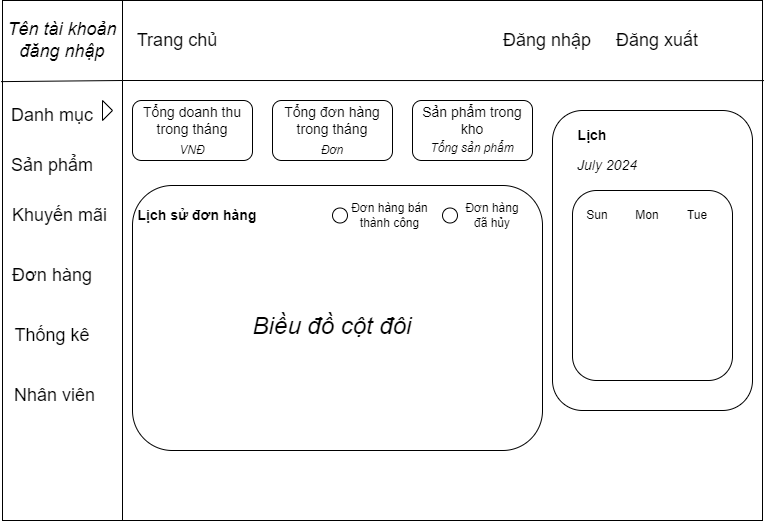 Tên tài khoản
đăng nhập
Trang chủ
Đăng nhập
Đăng xuất
Danh mục
Sản phẩm
Khuyến mãi
Đơn hàng
Thống kê
Nhân viên
Tổng doanh thu
trong tháng
VNĐ
Tổng đơn hàng
trong tháng
Đơn
Sản phẩm trong
kho
Tổng sản phẩm
Lịch sử đơn hàng
Đơn hàng bán
thành công
Đơn hàng
đã hủy
Biều đồ cột đôi
Lịch
July 2024
Sun Mon Tue